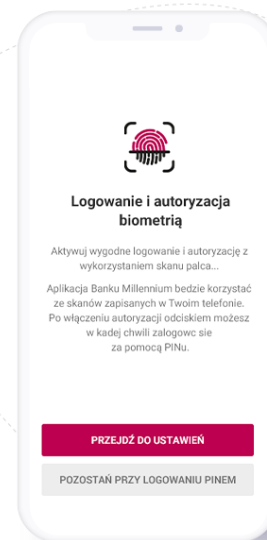 Logowanie i autoryzacja
biometrią
Aktywuj wygodne logowanie i autoryzację z
wykorzystaniem skanu palca...
Aplikacja Banku Millennium bedzie korzystać
ze skanów zapisanych w Twoim telefonie.
Po włączeniu autoryzacji odciskiem możesz
w kadej chwili zalogowc sie
za pomocą PINu.
PRZEJDŹ DO USTAWIEŃ
POZOSTAŃ PRZY LOGOWANIU PINEM